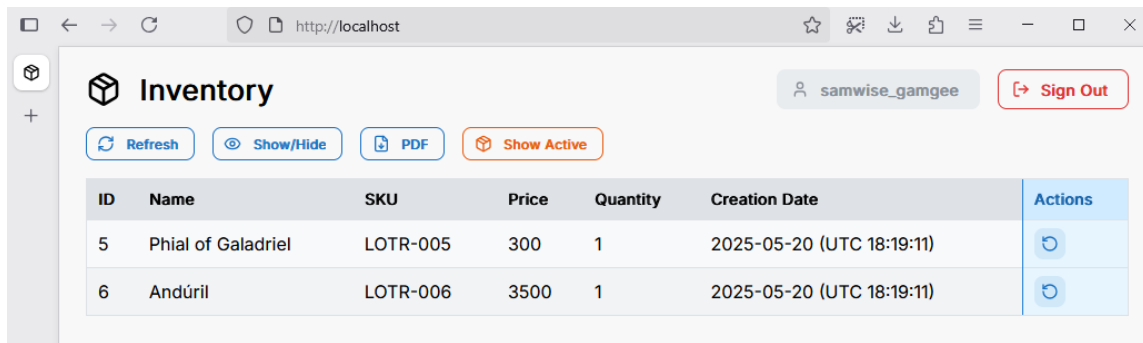 http://localhost
Inventory
samwise_gamgee
Sign Out
Refresh Show/Hide PDF Show Active
ID Name SKU Price Quantity Creation Date Actions
5 Phial of Galadriel LOTR-005 300 1 2025-05-20 (UTC 18:19:11)
6 Andúril LOTR-006 3500 1 2025-05-20 (UTC 18:19:11)